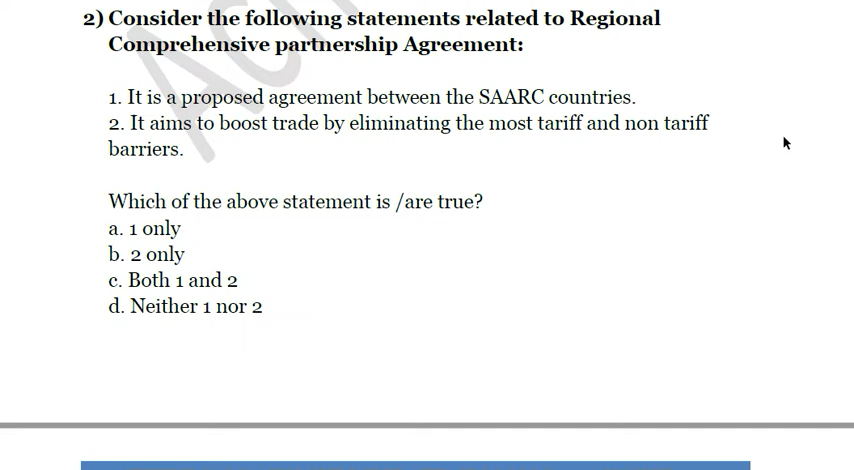 2) Consider the following statements related to Regional
Comprehensive partnership Agreement:
1. It is a proposed agreement between the SAARC countries.
2. It aims to boost trade by eliminating the most tariff and non tariff
barriers.
Which of the above statement is /are true?
a. 1 only
b. 2 only
c. Both 1 and 2
d. Neither 1 nor 2